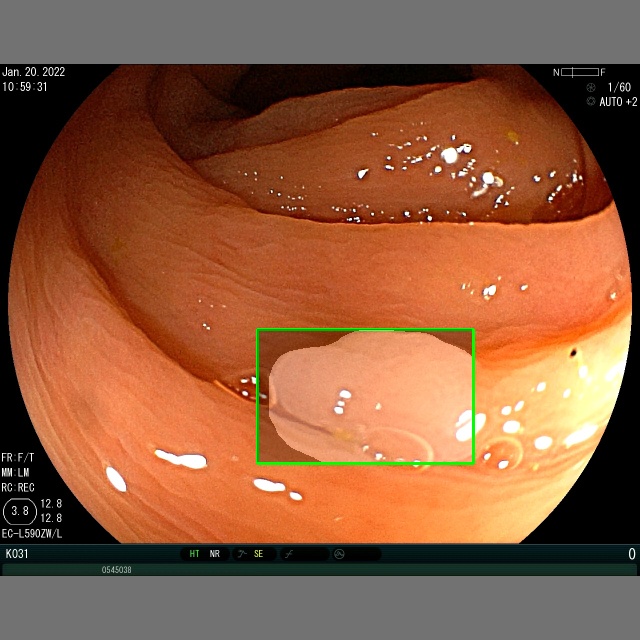 Jan. 20. 2022
10:59:31
N F
1/60
AUTO +2
FR:F/T
MM:LM
RC:REC
3.8 12.8
12.8
EC-L590ZW/L
K031 HT NR SE 0
0545038